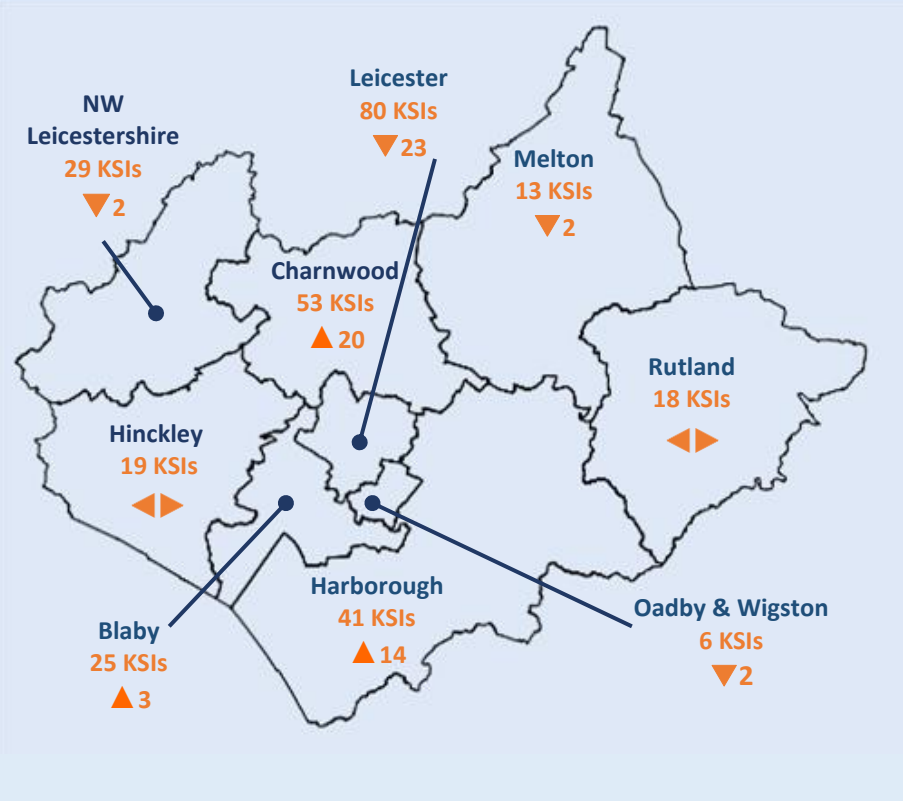 NW
Leicestershire
29 KSIs
▼2
Leicester
80 KSIs
▼23
Melton
13 KSIs
▼2
Charnwood
53 KSIs
▲20
Rutland
18 KSIs
◀▶
Hinckley
19 KSIs
◀▶
Blaby
25 KSIs
▲3
Harborough
41 KSIs
▲14
Oadby & Wigston
6 KSIs
▼2